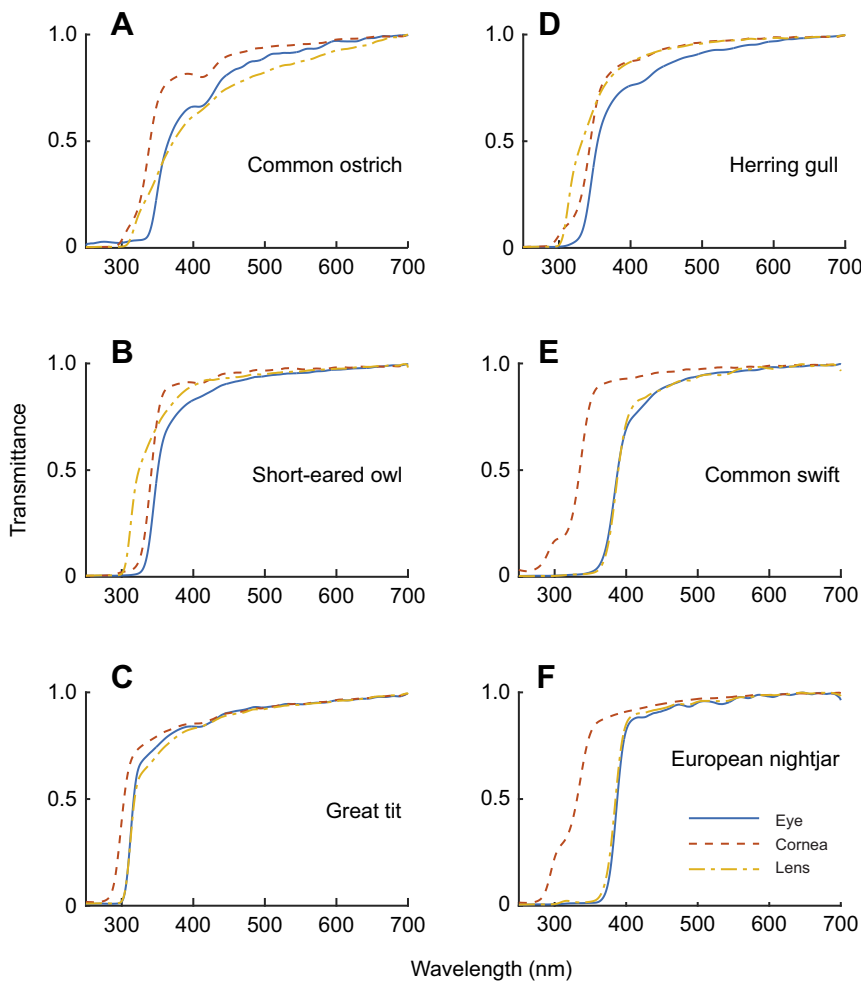 A
1.0
0.5
0
300 400 500 600 700
Common ostrich
D
1.0
0.5
0
300 400 500 600 700
Herring gull
B
1.0
0.5
0
300 400 500 600 700
Short-eared owl
E
1.0
0.5
0
300 400 500 600 700
Common swift
C
1.0
0.5
0
300 400 500 600 700
Great tit
F
1.0
0.5
0
300 400 500 600 700
European nightjar
Eye
Cornea
Lens
Transmittance
Wavelength (nm)